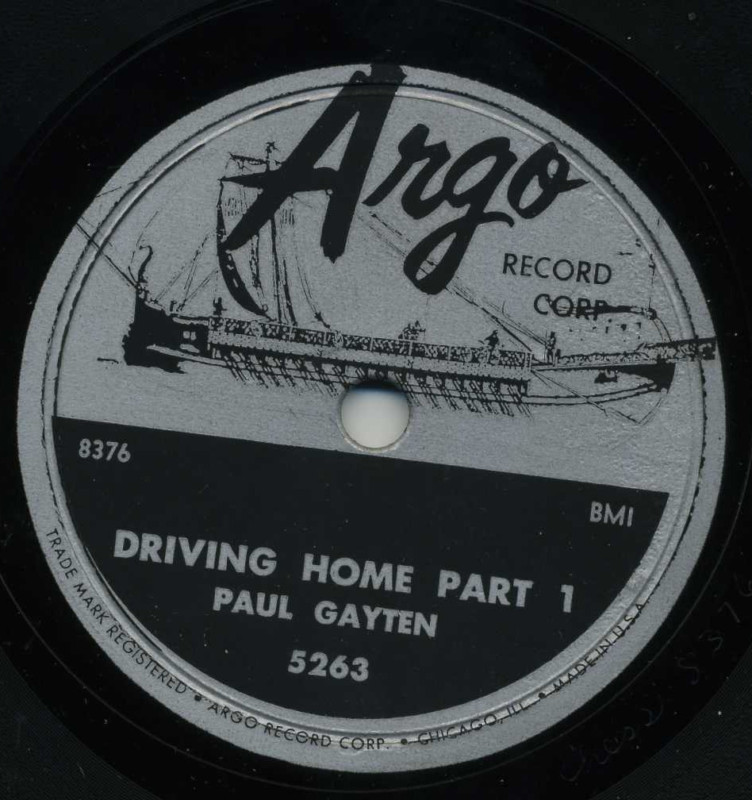 Argo
RECORD
CORP
8376
BMI
DRIVING HOME PART 1
PAUL GAYTEN
5263
TRADE MARK REGISTERED • ARGO RECORD CORP. • CHICAGO, ILL. • MADE IN U.S.A.